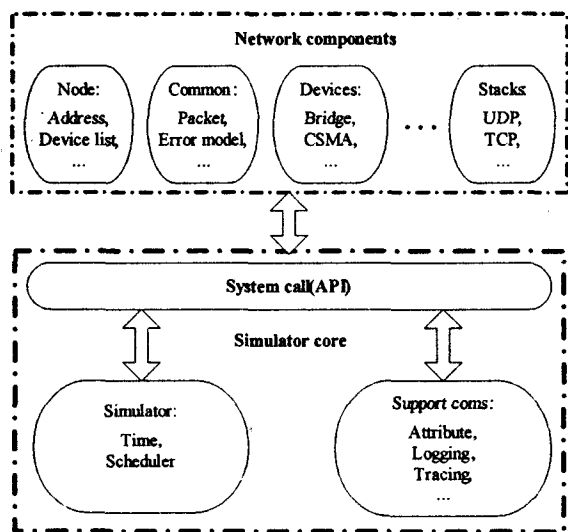 Network components
Node:
Address,
Device list,
...
Common:
Packet,
Error model,
...
Devices:
Bridge,
CSMA,
...
...
Stacks:
UDP,
TCP,
...
System call(API)
Simulator core
Simulator:
Time,
Scheduler
Support coms:
Attribute,
Logging,
Tracing,
...